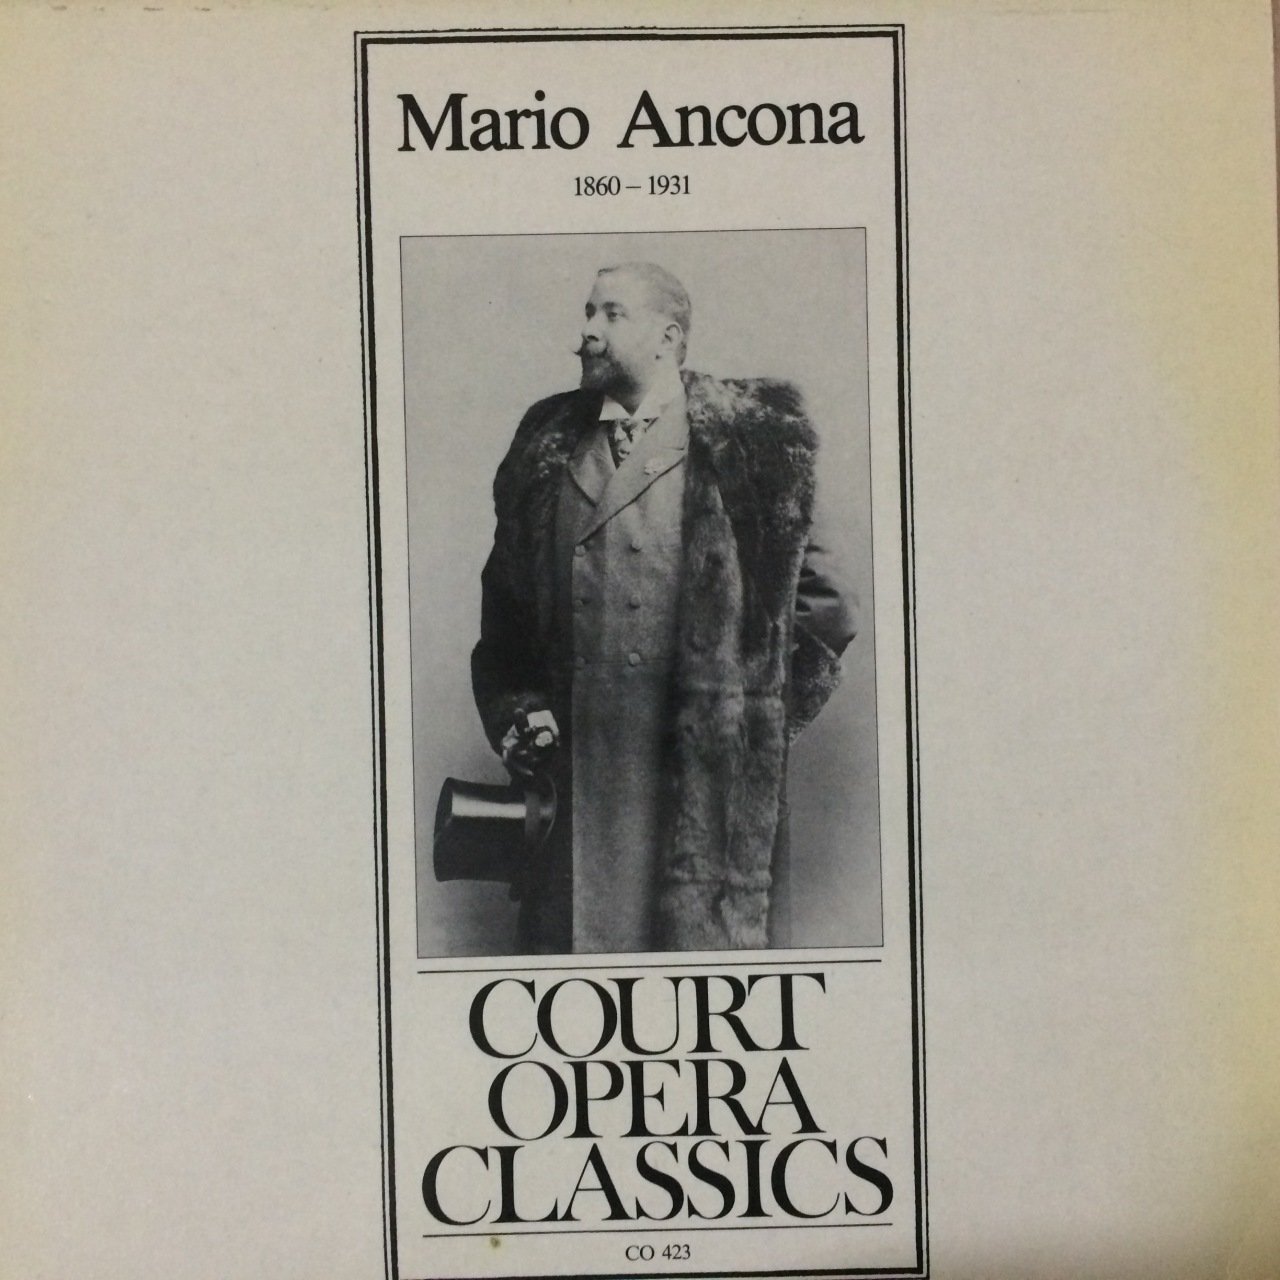 Mario Ancona
1860 – 1931
COURT
OPERA
CLASSICS
CO 423